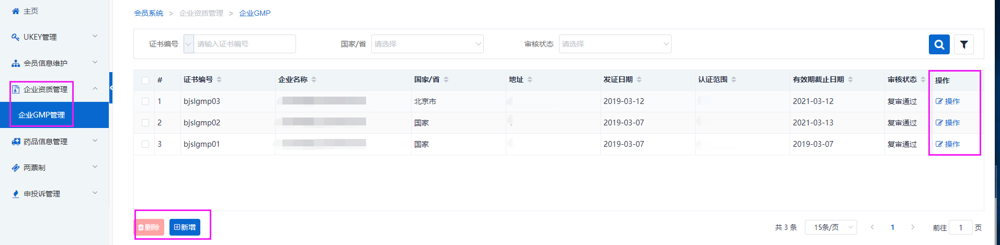 主页
UKEY管理
会员信息维护
企业资质管理
企业GMP管理
药品信息管理
两票制
申投诉管理
会员系统 > 企业资质管理 > 企业GMP
证书编号 请输入证书编号 国家/省 请选择 审核状态 请选择
# 证书编号 企业名称 国家/省 地址 发证日期 认证范围 有效期截止日期 审核状态 操作
1 bjslgmp03 北京市 2019-03-12 2021-03-12 复审通过 操作
2 bjslgmp02 国家 2019-03-07 2021-03-13 复审通过 操作
3 bjslgmp01 国家 2019-03-07 2019-03-07 复审通过 操作
删除 新增 共 3 条 15条/页 < 1 > 前往 1 页